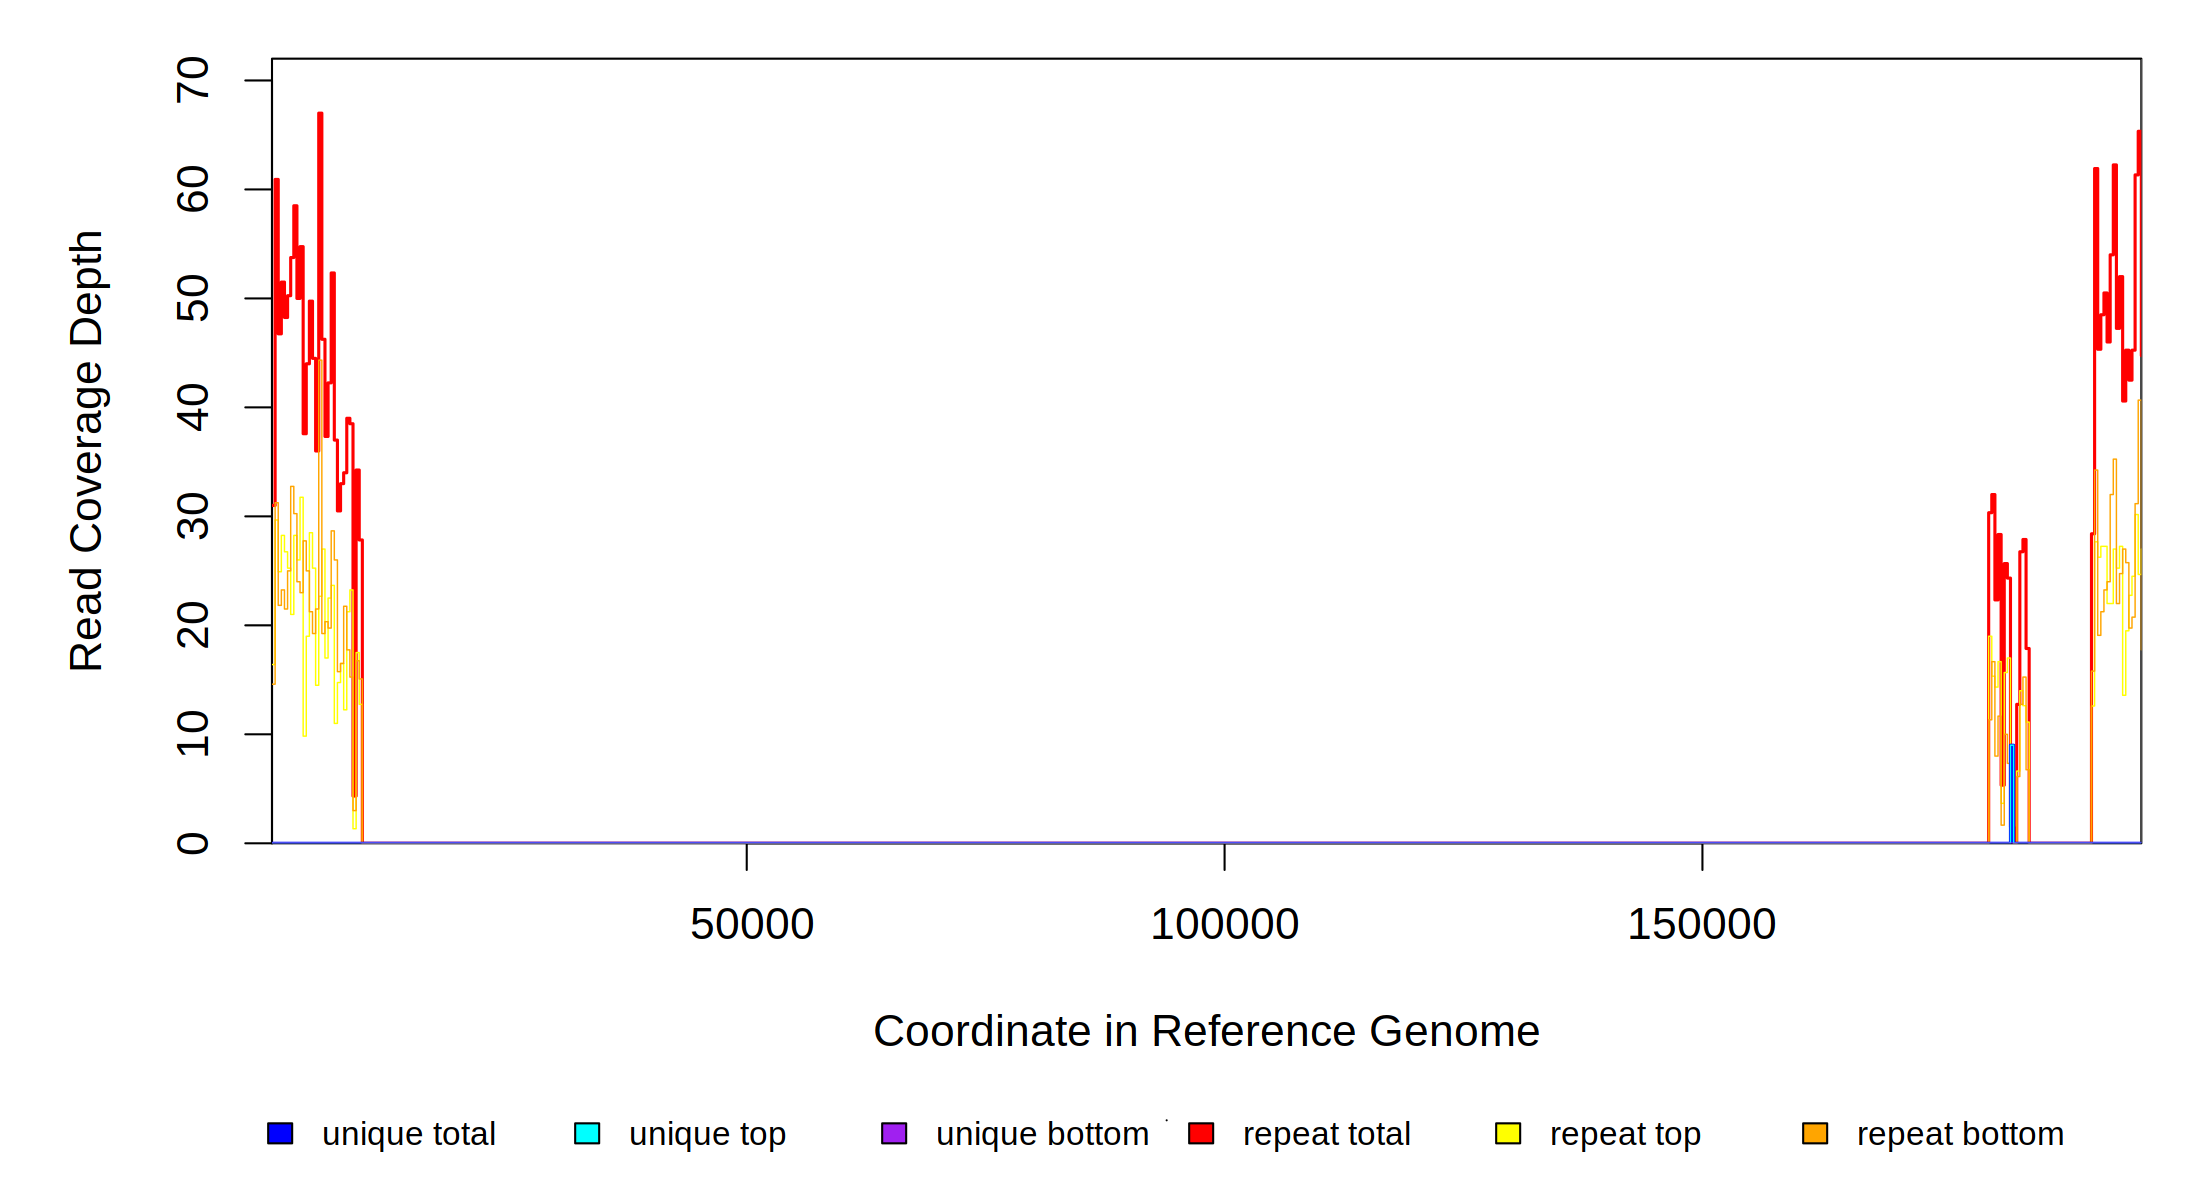 Read Coverage Depth
70
60
50
40
30
20
10
0
50000 100000 150000
Coordinate in Reference Genome
unique total unique top unique bottom repeat total repeat top repeat bottom